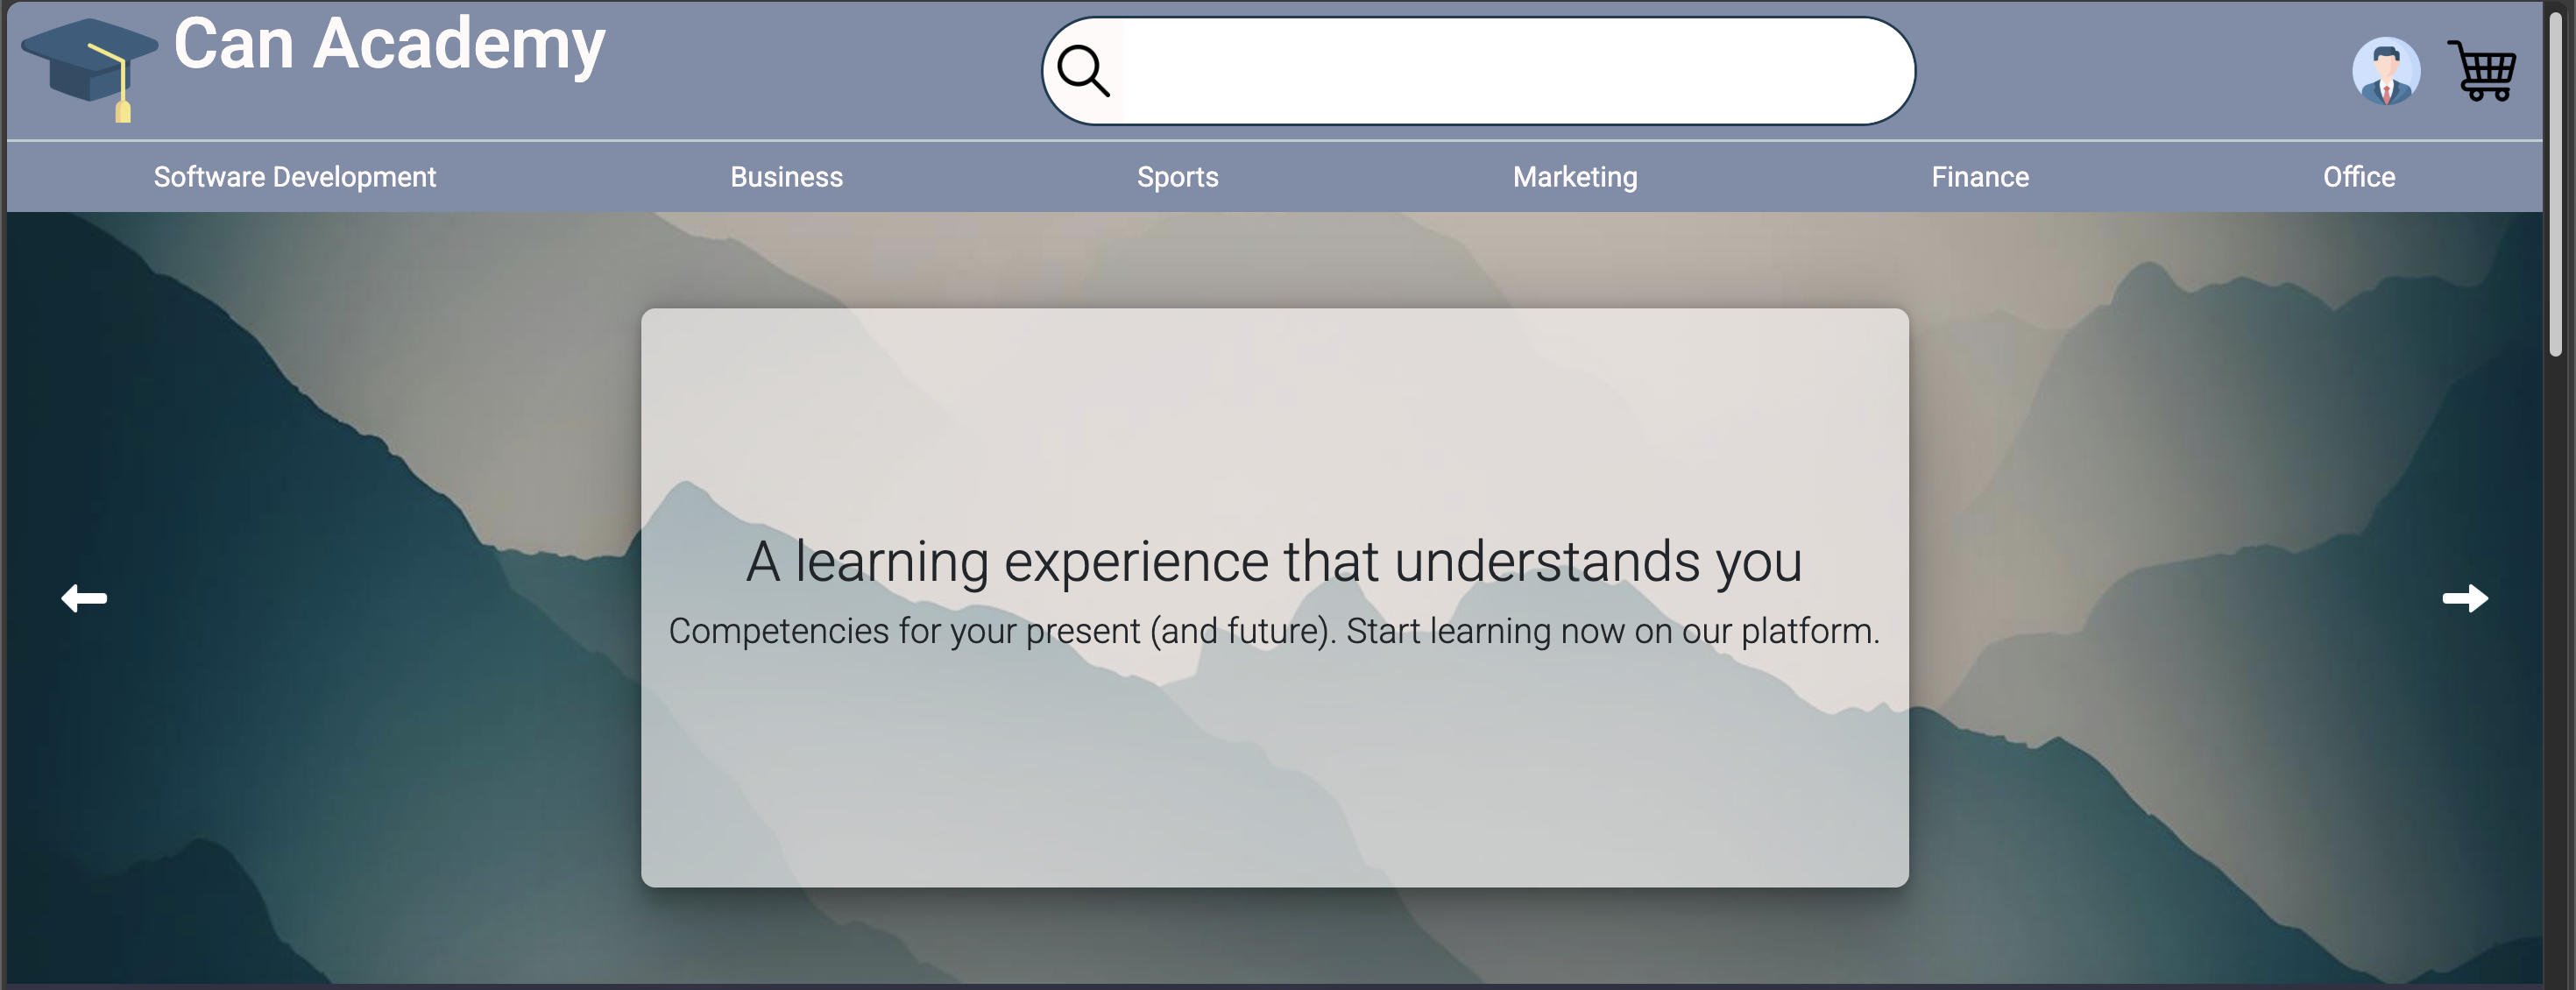 Can Academy
Software Development
Business
Sports
Marketing
Finance
Office
A learning experience that understands you
Competencies for your present (and future). Start learning now on our platform.